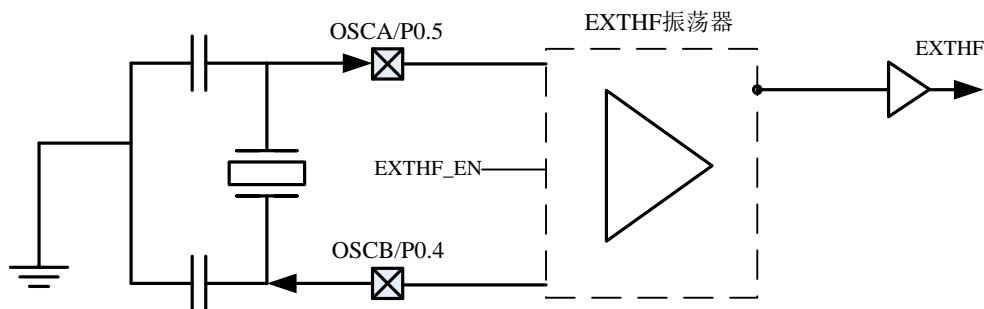 EXTHF振荡器
OSCA/P0.5
EXTHF
EXTHF_EN
OSCB/P0.4